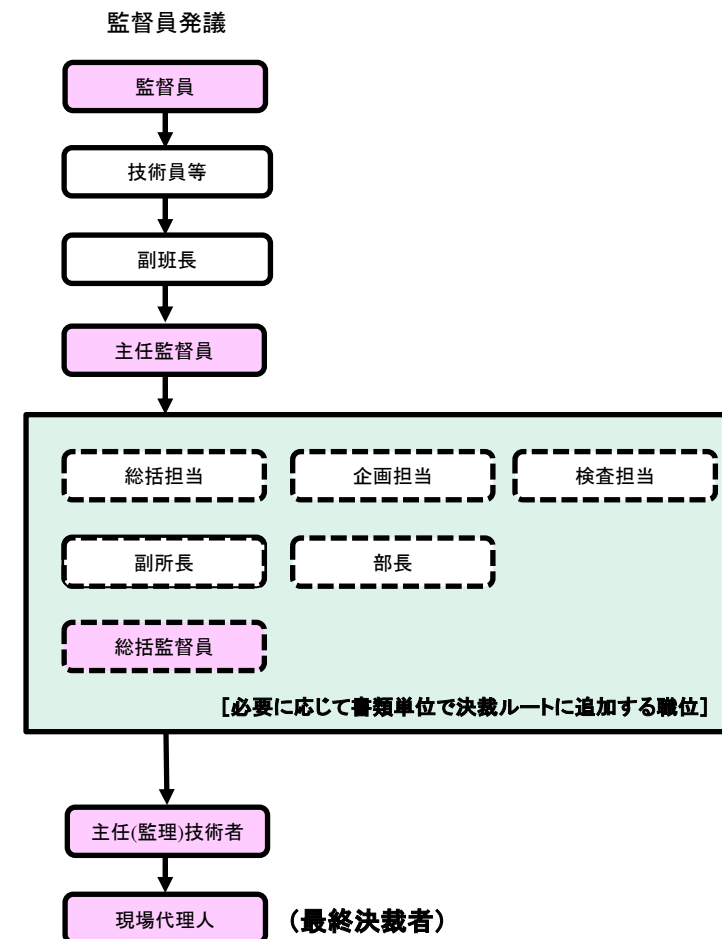 監督員発議
監督員
技術員等
副班長
主任監督員
総括担当
企画担当
検査担当
副所長
部長
総括監督員
[必要に応じて書類単位で決裁ルートに追加する職位]
主任(監理)技術者
現場代理人
（最終決裁者）